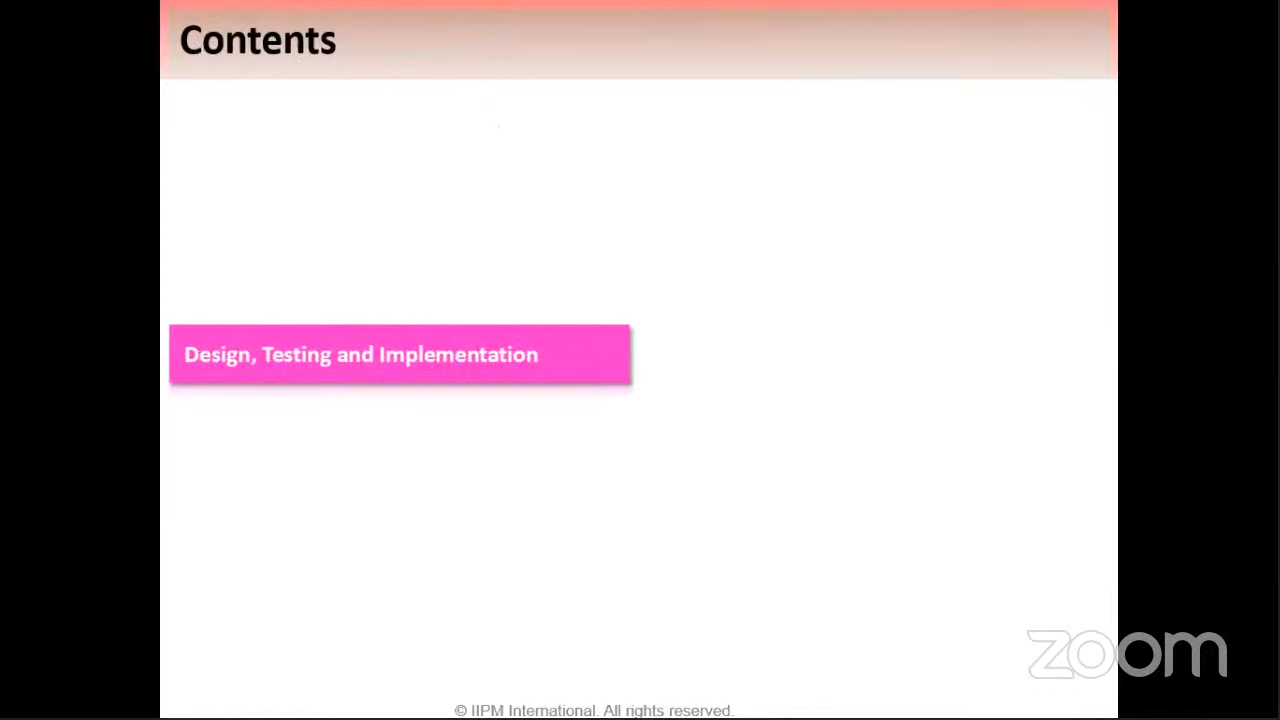 Contents
Design, Testing and Implementation
zoom
© IIPM International. All rights reserved.